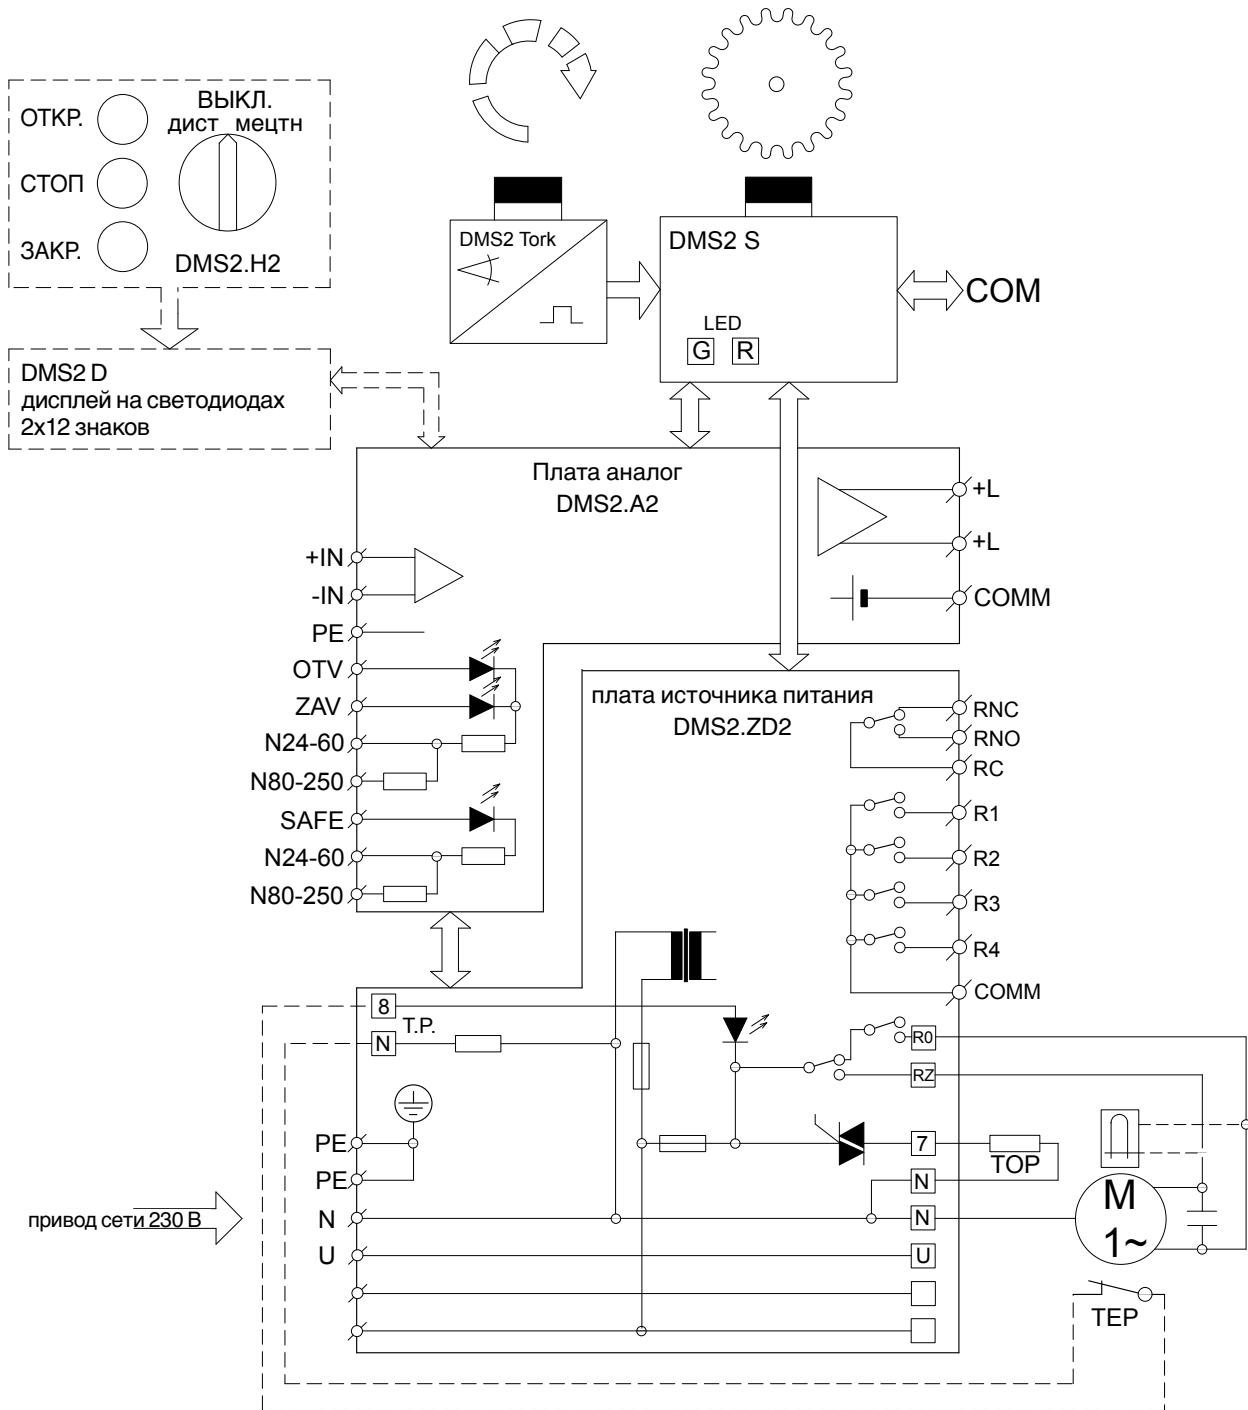 ОТКР.
СТОП
ЗАКР.
ВЫКЛ.
дист мецтн
DMS2.H2
DMS2 D
дисплей на светодиодах
2x12 знаков
DMS2 Tork
DMS2 S
LED
G R
COM
Плата аналог
DMS2.A2
+IN
-IN
PE
OTV
ZAV
N24-60
N80-250
SAFE
N24-60
N80-250
+L
+L
COMM
плата источника питания
DMS2.ZD2
RNC
RNO
RC
R1
R2
R3
R4
COMM
8
T.P.
N
R0
RZ
7
N
N
U
TOP
PE
PE
N
U
привод сети 230 В
M
1~
TEP